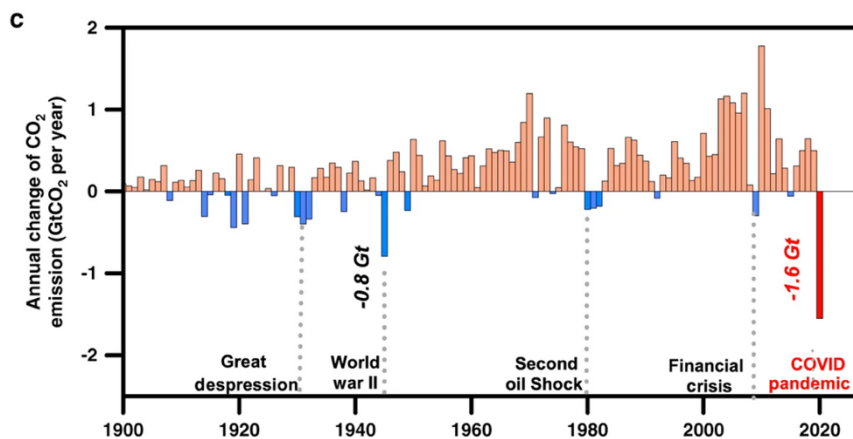 c
Annual change of CO₂
emission (GtCO₂ per year)
2
1
0
-1
-2
-0.8 Gt
-1.6 Gt
Great
despression
World
war II
Second
oil Shock
Financial
crisis
COVID
pandemic
1900 1920 1940 1960 1980 2000 2020